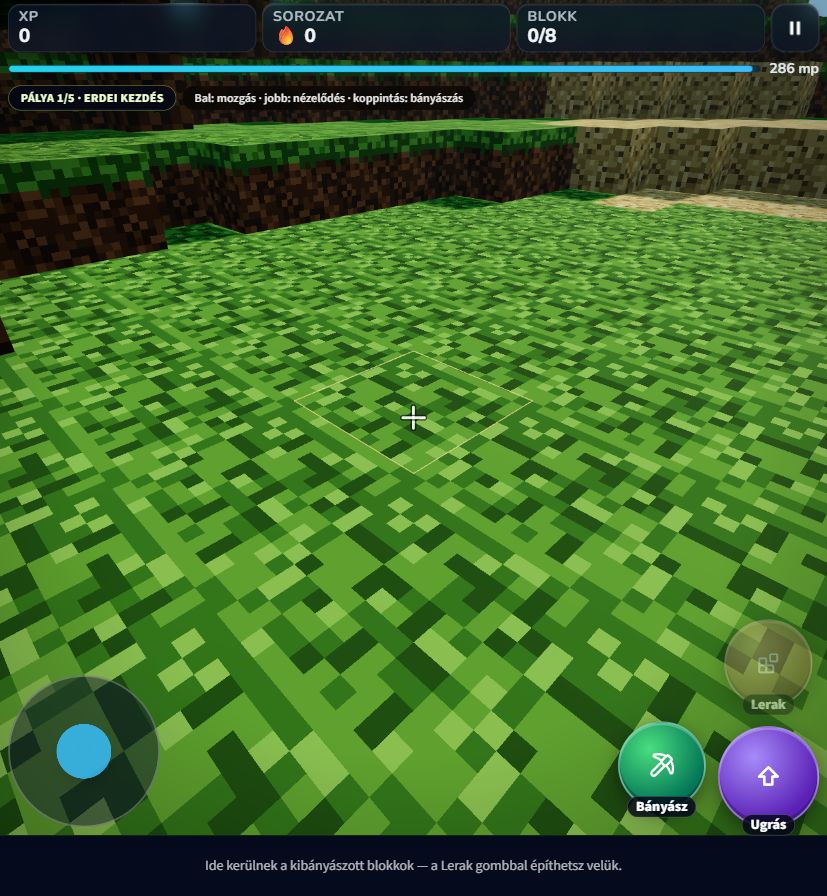 XP
0
SOROZAT
🔥 0
BLOKK
0/8
286 mp
PÁLYA 1/5 · ERDEI KEZDÉS
Bal: mozgás · jobb: nézelődés · koppintás: bányászás
Lerak
Bányász
Ugrás
Ide kerülnek a kibányászott blokkok — a Lerak gombbal építhetsz velük.